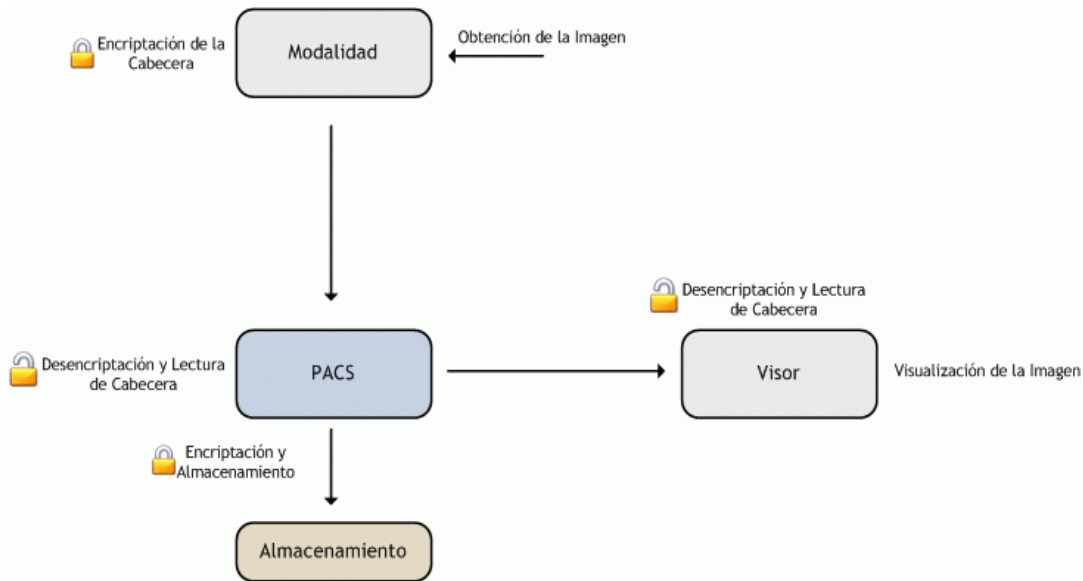 Encriptación de la
Cabecera
Modalidad
Obtención de la Imagen
Desencriptación y Lectura
de Cabecera
Desencriptación y Lectura
de Cabecera
PACS
Visor
Visualización de la Imagen
Encriptación y
Almacenamiento
Almacenamiento